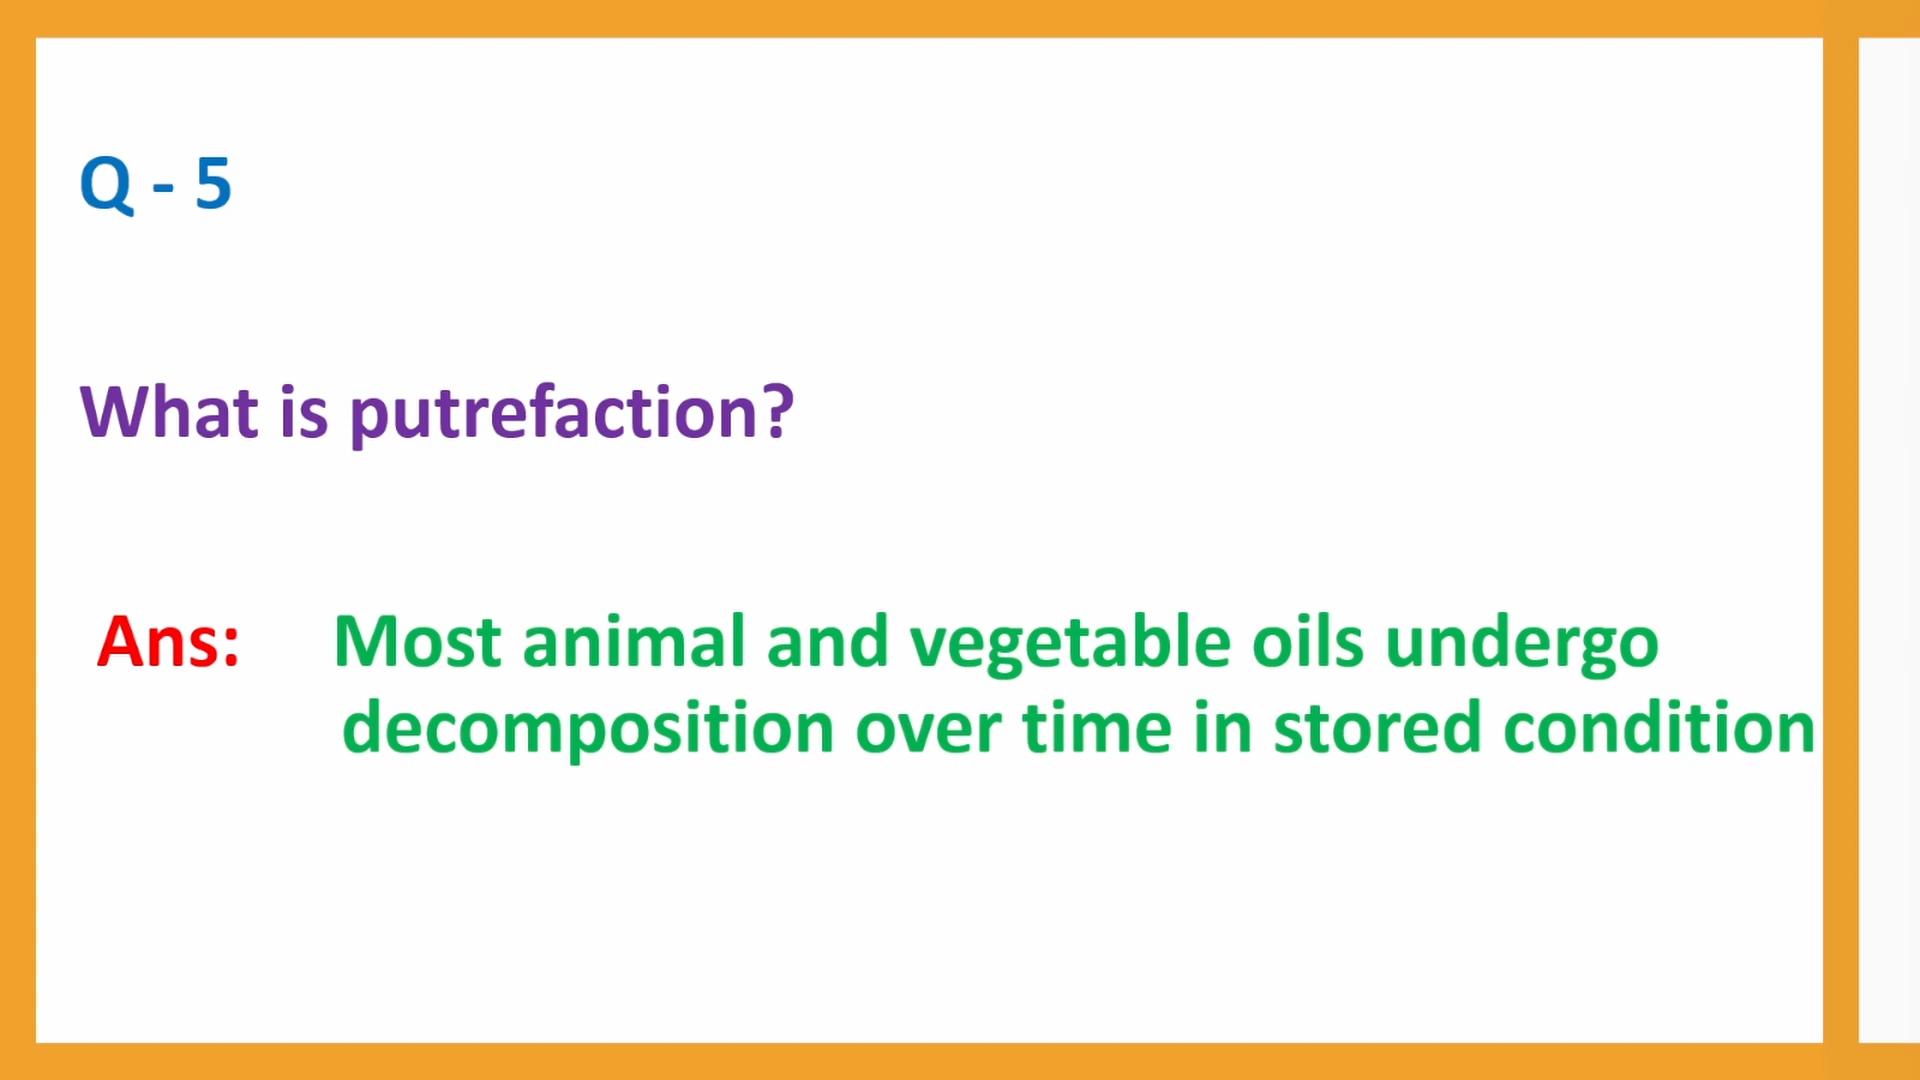 Q - 5
What is putrefaction?
Ans: Most animal and vegetable oils undergo
decomposition over time in stored condition